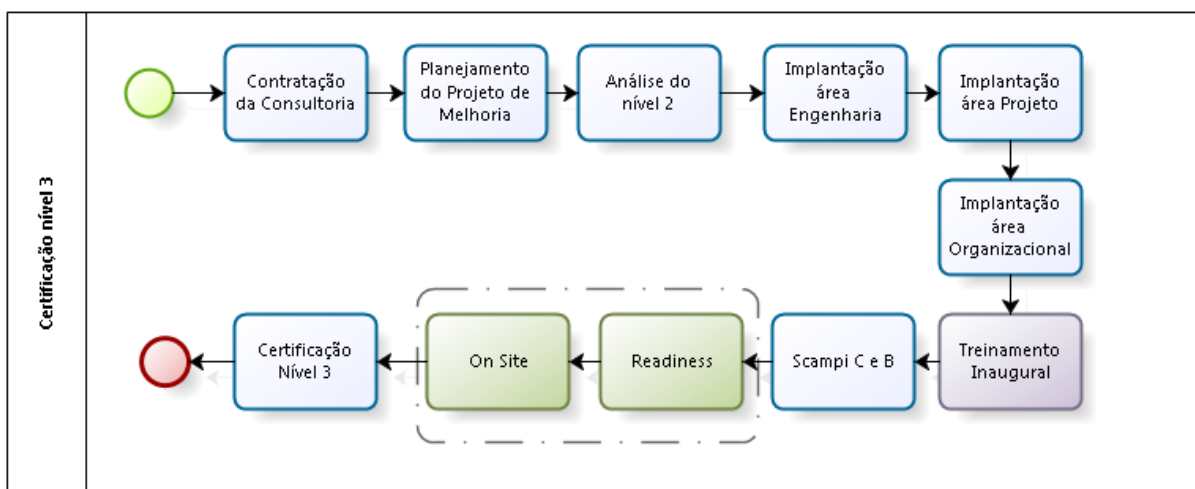 Certificação nível 3
Contratação
da Consultoria
Planejamento
do Projeto de
Melhoria
Análise do
nível 2
Implantação
área
Engenharia
Implantação
área Projeto
Implantação
área
Organizacional
Treinamento
Inaugural
Scampi C e B
Readiness
On Site
Certificação
Nível 3